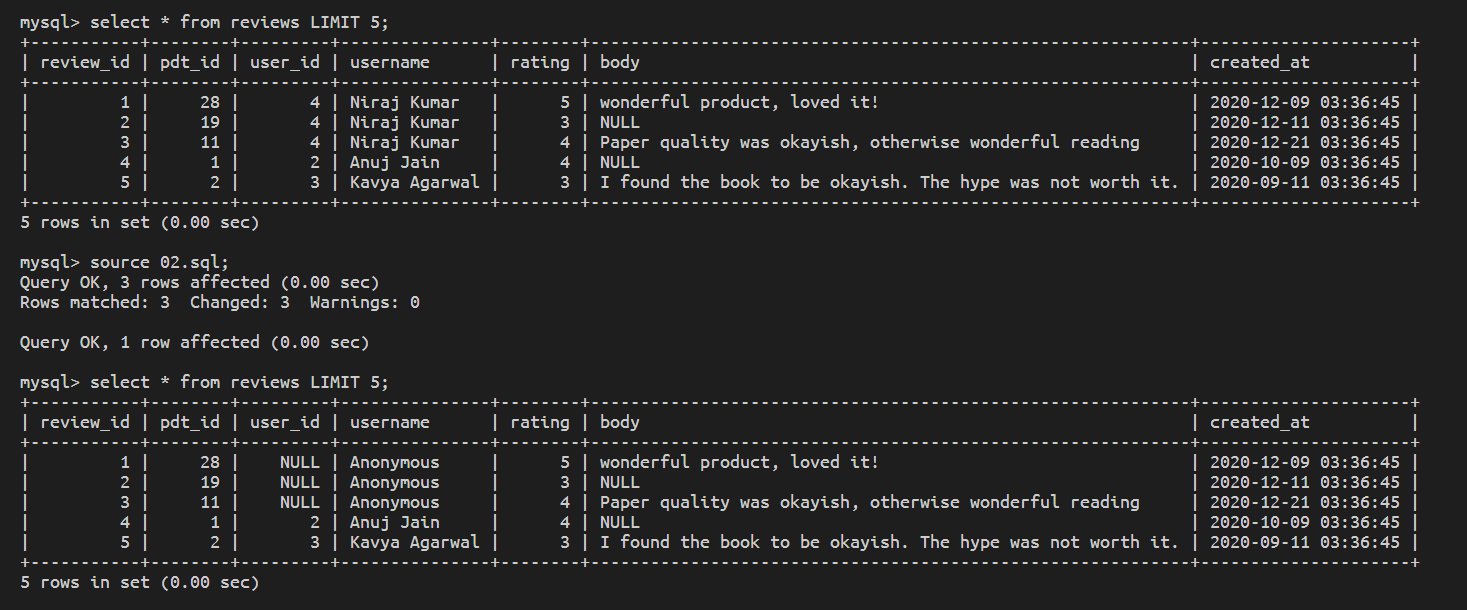 mysql> select * from reviews LIMIT 5;
+-----------+--------+---------+---------------+--------+------------------------------------------------------------+---------------------+
| review_id | pdt_id | user_id | username      | rating | body                                                       | created_at          |
+-----------+--------+---------+---------------+--------+------------------------------------------------------------+---------------------+
|         1 |     28 |       4 | Niraj Kumar   |      5 | wonderful product, loved it!                               | 2020-12-09 03:36:45 |
|         2 |     19 |       4 | Niraj Kumar   |      3 | NULL                                                       | 2020-12-11 03:36:45 |
|         3 |     11 |       4 | Niraj Kumar   |      4 | Paper quality was okayish, otherwise wonderful reading     | 2020-12-21 03:36:45 |
|         4 |      1 |       2 | Anuj Jain     |      4 | NULL                                                       | 2020-10-09 03:36:45 |
|         5 |      2 |       3 | Kavya Agarwal |      3 | I found the book to be okayish. The hype was not worth it. | 2020-09-11 03:36:45 |
+-----------+--------+---------+---------------+--------+------------------------------------------------------------+---------------------+
5 rows in set (0.00 sec)
mysql> source 02.sql;
Query OK, 3 rows affected (0.00 sec)
Rows matched: 3  Changed: 3  Warnings: 0
Query OK, 1 row affected (0.00 sec)
mysql> select * from reviews LIMIT 5;
+-----------+--------+---------+---------------+--------+------------------------------------------------------------+---------------------+
| review_id | pdt_id | user_id | username      | rating | body                                                       | created_at          |
+-----------+--------+---------+---------------+--------+------------------------------------------------------------+---------------------+
|         1 |     28 |    NULL | Anonymous     |      5 | wonderful product, loved it!                               | 2020-12-09 03:36:45 |
|         2 |     19 |    NULL | Anonymous     |      3 | NULL                                                       | 2020-12-11 03:36:45 |
|         3 |     11 |    NULL | Anonymous     |      4 | Paper quality was okayish, otherwise wonderful reading     | 2020-12-21 03:36:45 |
|         4 |      1 |       2 | Anuj Jain     |      4 | NULL                                                       | 2020-10-09 03:36:45 |
|         5 |      2 |       3 | Kavya Agarwal |      3 | I found the book to be okayish. The hype was not worth it. | 2020-09-11 03:36:45 |
+-----------+--------+---------+---------------+--------+------------------------------------------------------------+---------------------+
5 rows in set (0.00 sec)